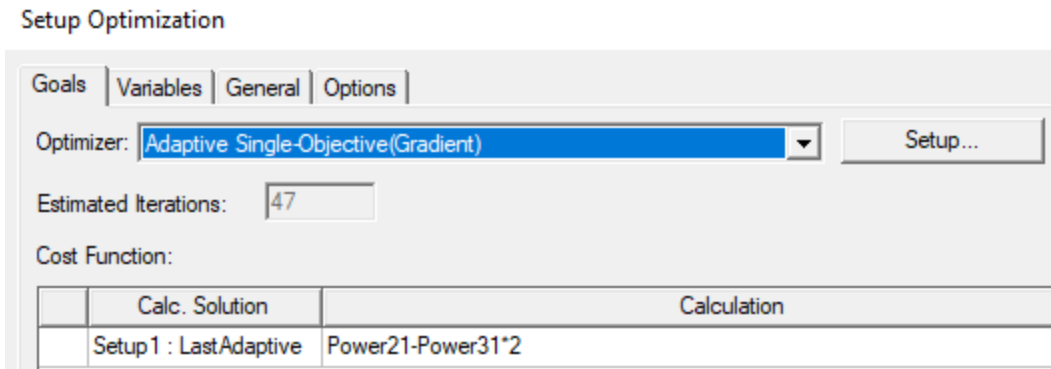 Setup Optimization
Goals Variables General Options
Optimizer: Adaptive Single-Objective(Gradient) Setup...
Estimated Iterations: 47
Cost Function:
Calc. Solution Calculation
Setup1 : LastAdaptive Power21-Power31*2